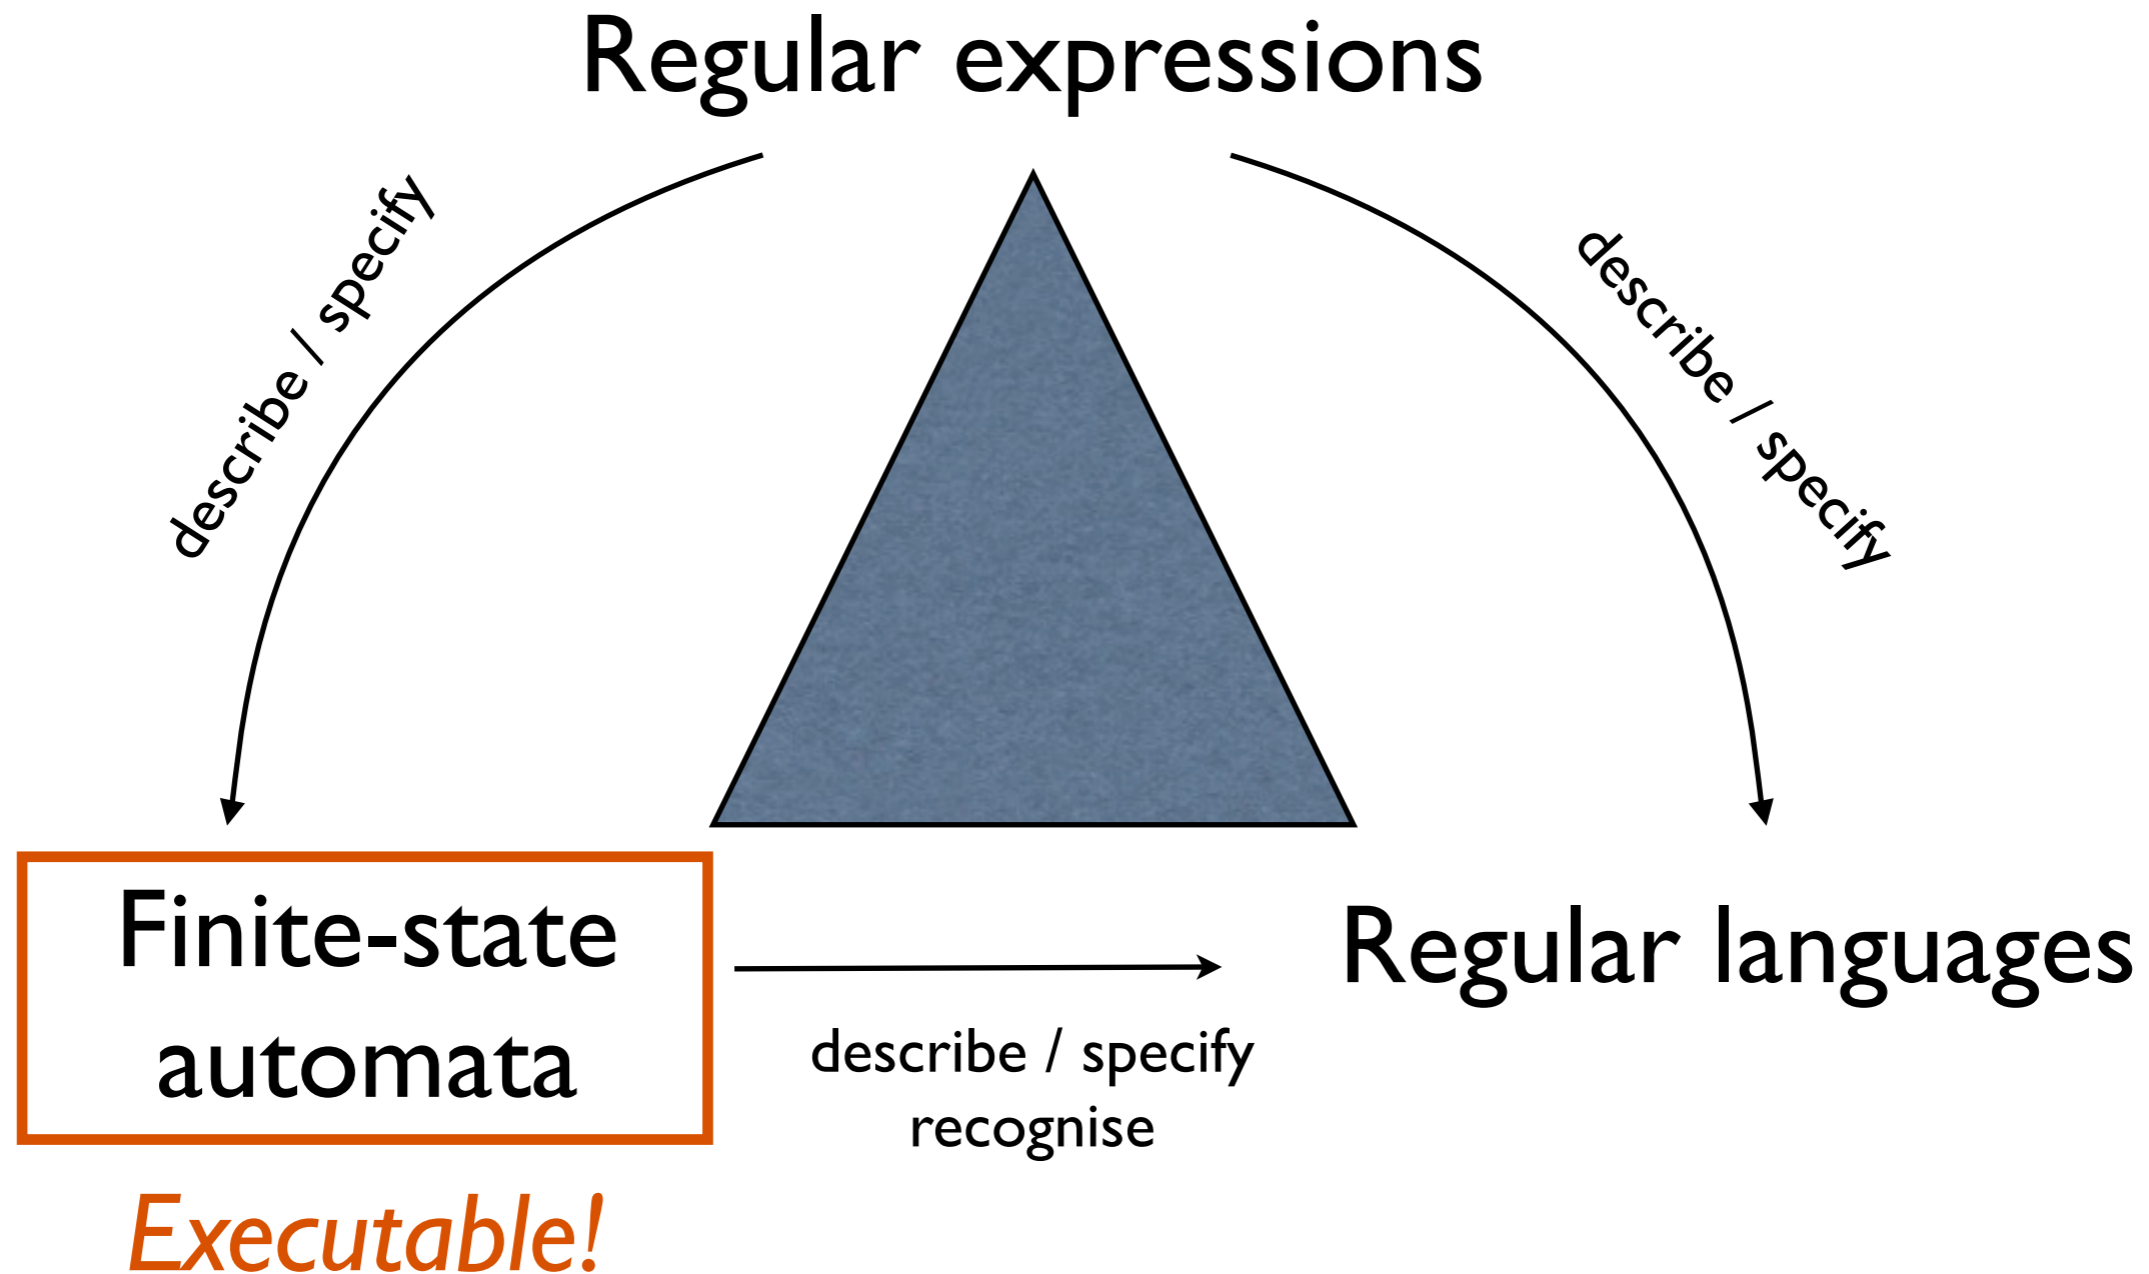 Regular expressions
describe / specify
describe / specify
Finite-state
automata
Regular languages
describe / specify
recognise
Executable!